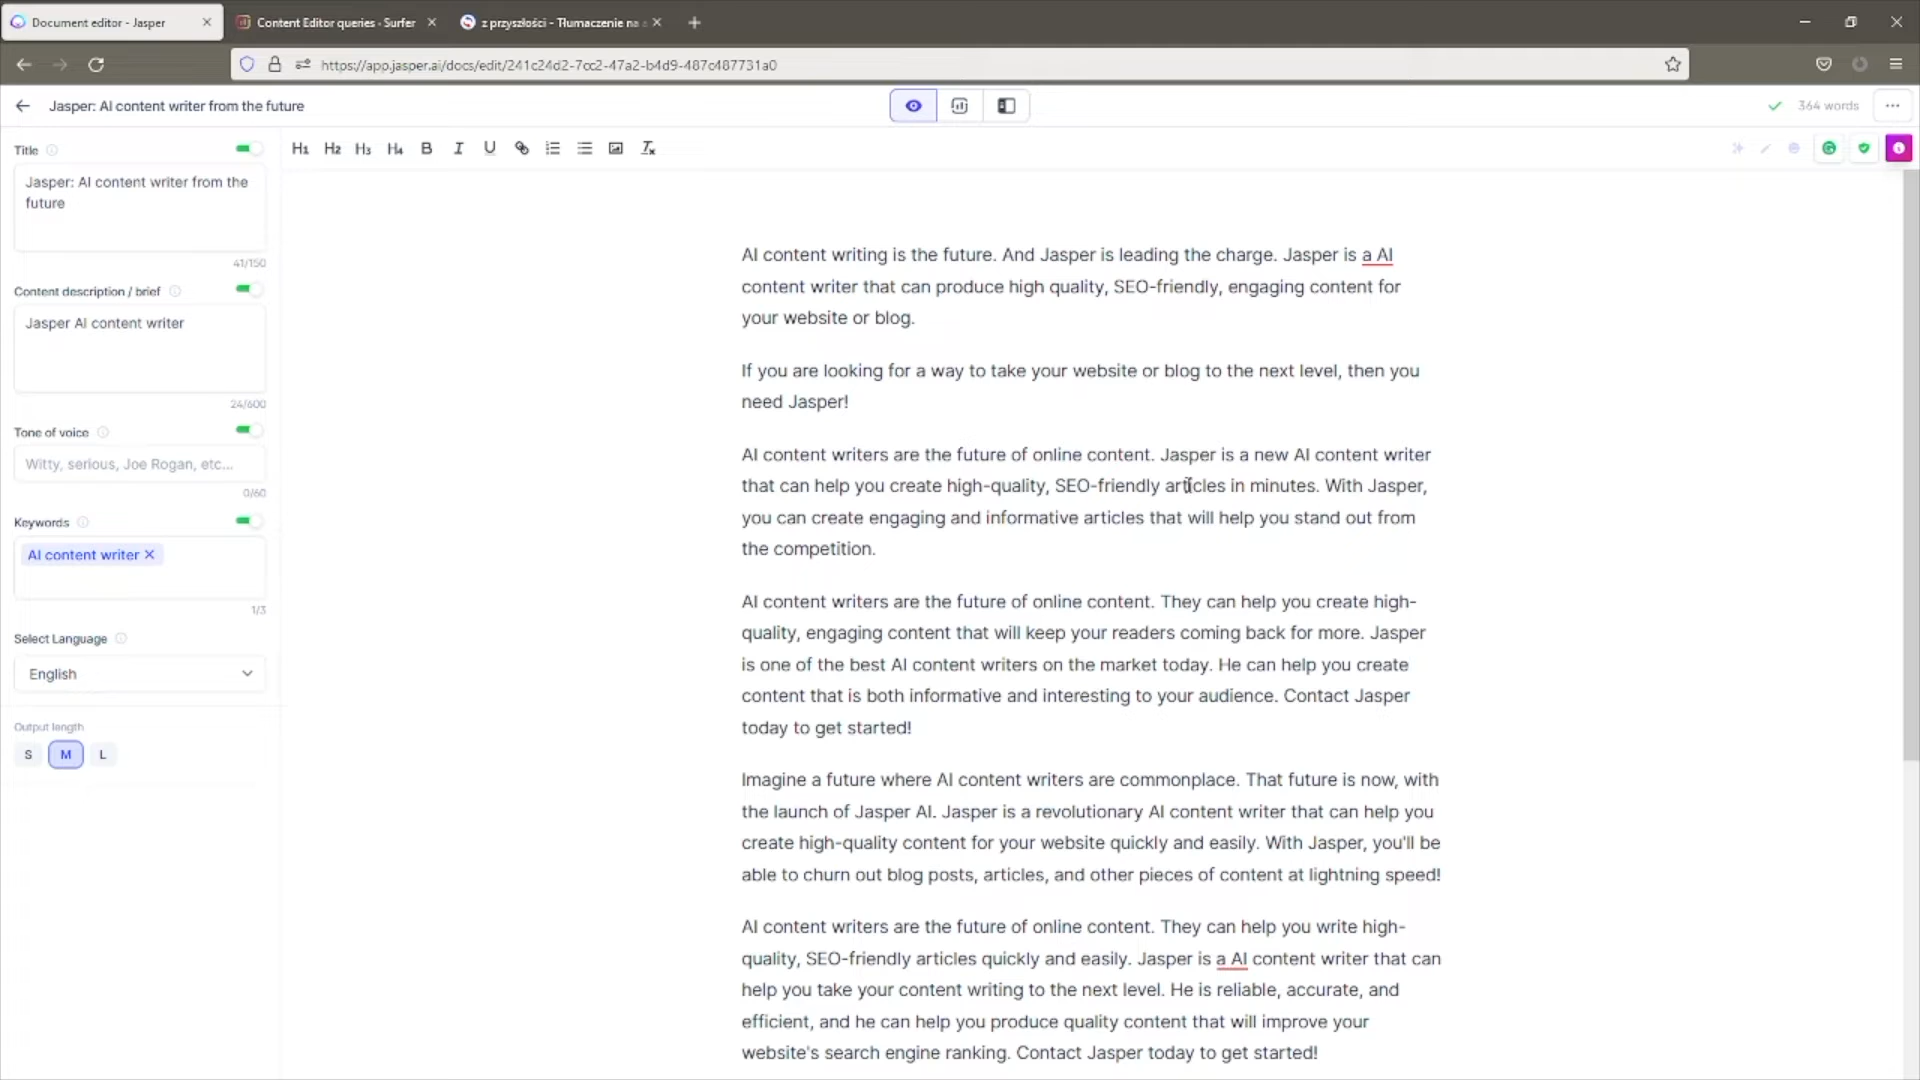 Document editor - Jasper
Content Editor queries - Surfer
z przyszłości - Tłumaczenie na
https://app.jasper.ai/docs/edit/241c24d2-7cc2-47a2-b4d9-487c487731a0
Jasper: AI content writer from the future
364 words
Title
H1 H2 H3 H4 B I U
Jasper: AI content writer from the
future
41/150
Content description / brief
Jasper AI content writer
24/600
Tone of voice
Witty, serious, Joe Rogan, etc...
0/60
Keywords
AI content writer
1/3
Select Language
English
Output length
S M L
AI content writing is the future. And Jasper is leading the charge. Jasper is a AI
content writer that can produce high quality, SEO-friendly, engaging content for
your website or blog.
If you are looking for a way to take your website or blog to the next level, then you
need Jasper!
AI content writers are the future of online content. Jasper is a new AI content writer
that can help you create high-quality, SEO-friendly articles in minutes. With Jasper,
you can create engaging and informative articles that will help you stand out from
the competition.
AI content writers are the future of online content. They can help you create high-
quality, engaging content that will keep your readers coming back for more. Jasper
is one of the best AI content writers on the market today. He can help you create
content that is both informative and interesting to your audience. Contact Jasper
today to get started!
Imagine a future where AI content writers are commonplace. That future is now, with
the launch of Jasper AI. Jasper is a revolutionary AI content writer that can help you
create high-quality content for your website quickly and easily. With Jasper, you'll be
able to churn out blog posts, articles, and other pieces of content at lightning speed!
AI content writers are the future of online content. They can help you write high-
quality, SEO-friendly articles quickly and easily. Jasper is a AI content writer that can
help you take your content writing to the next level. He is reliable, accurate, and
efficient, and he can help you produce quality content that will improve your
website's search engine ranking. Contact Jasper today to get started!